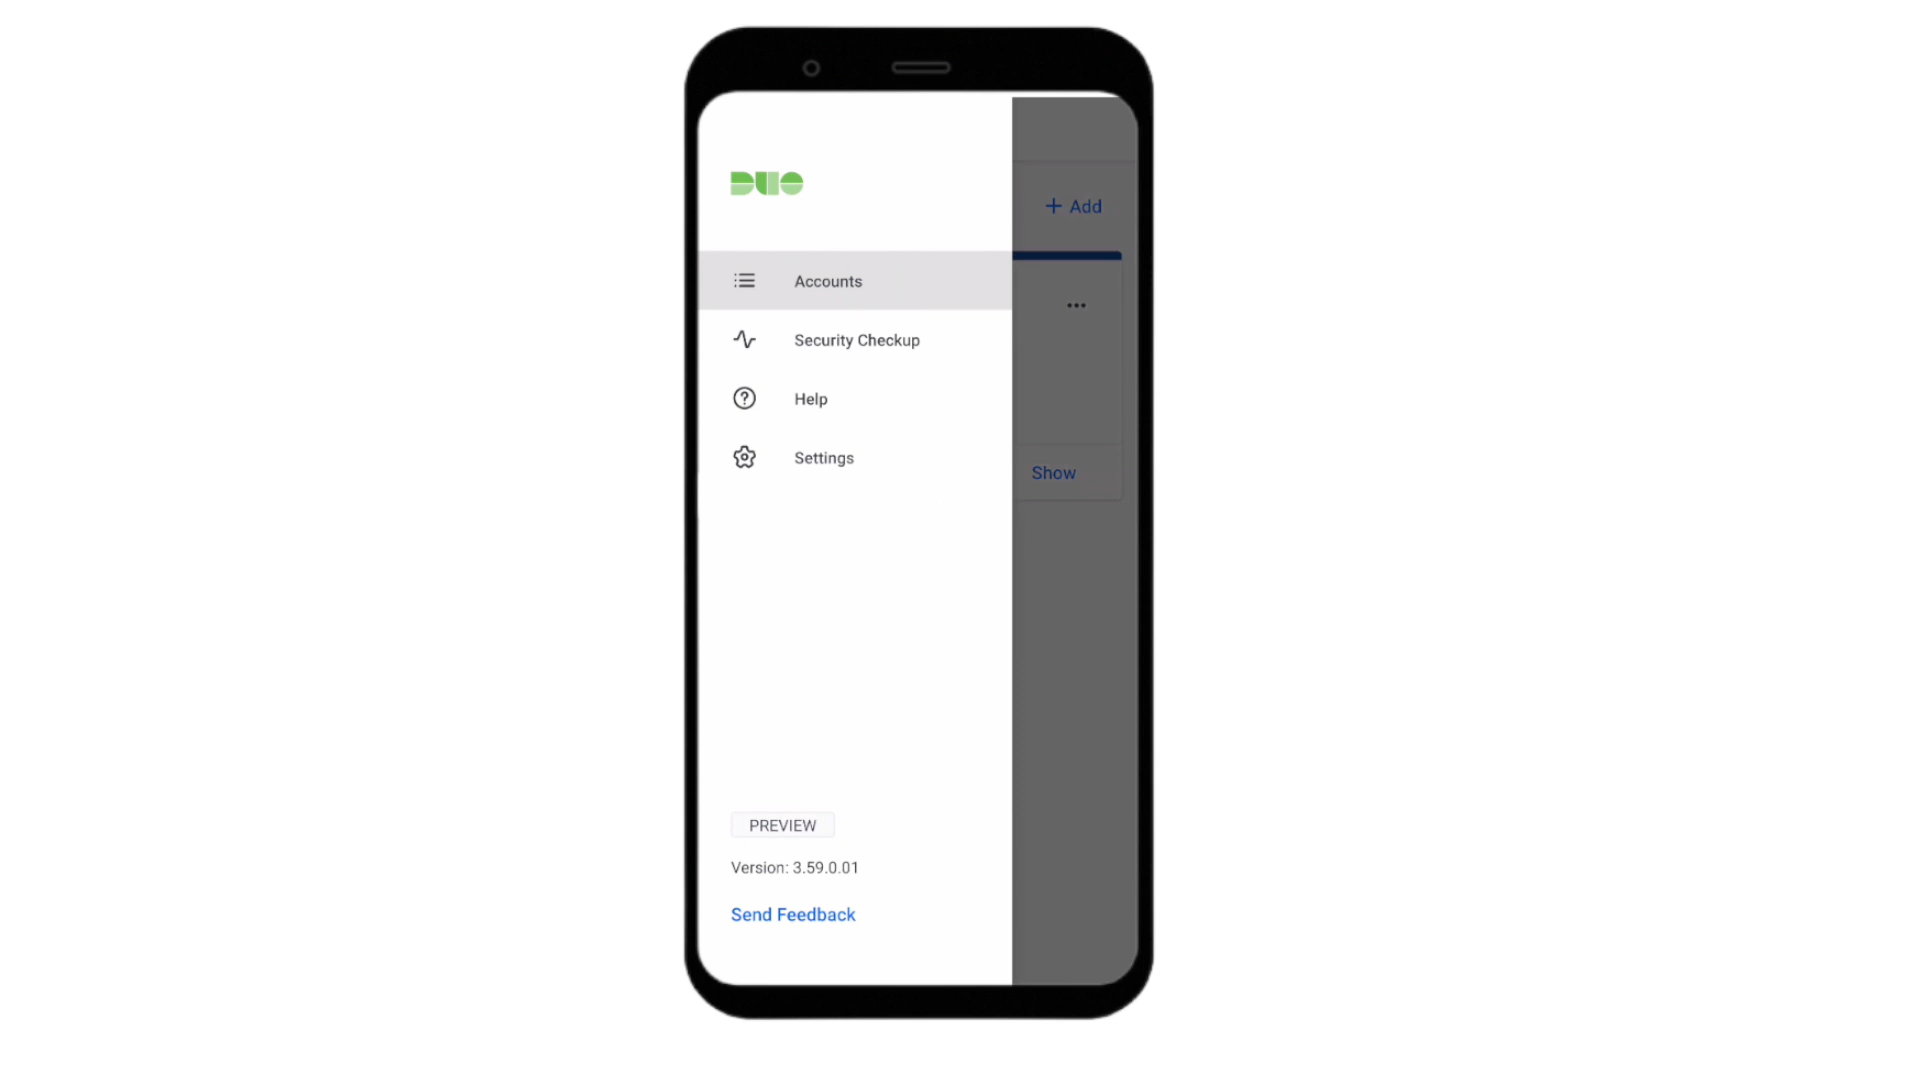 DUO
+ Add
Accounts
Security Checkup
Help
Settings
Show
PREVIEW
Version: 3.59.0.01
Send Feedback